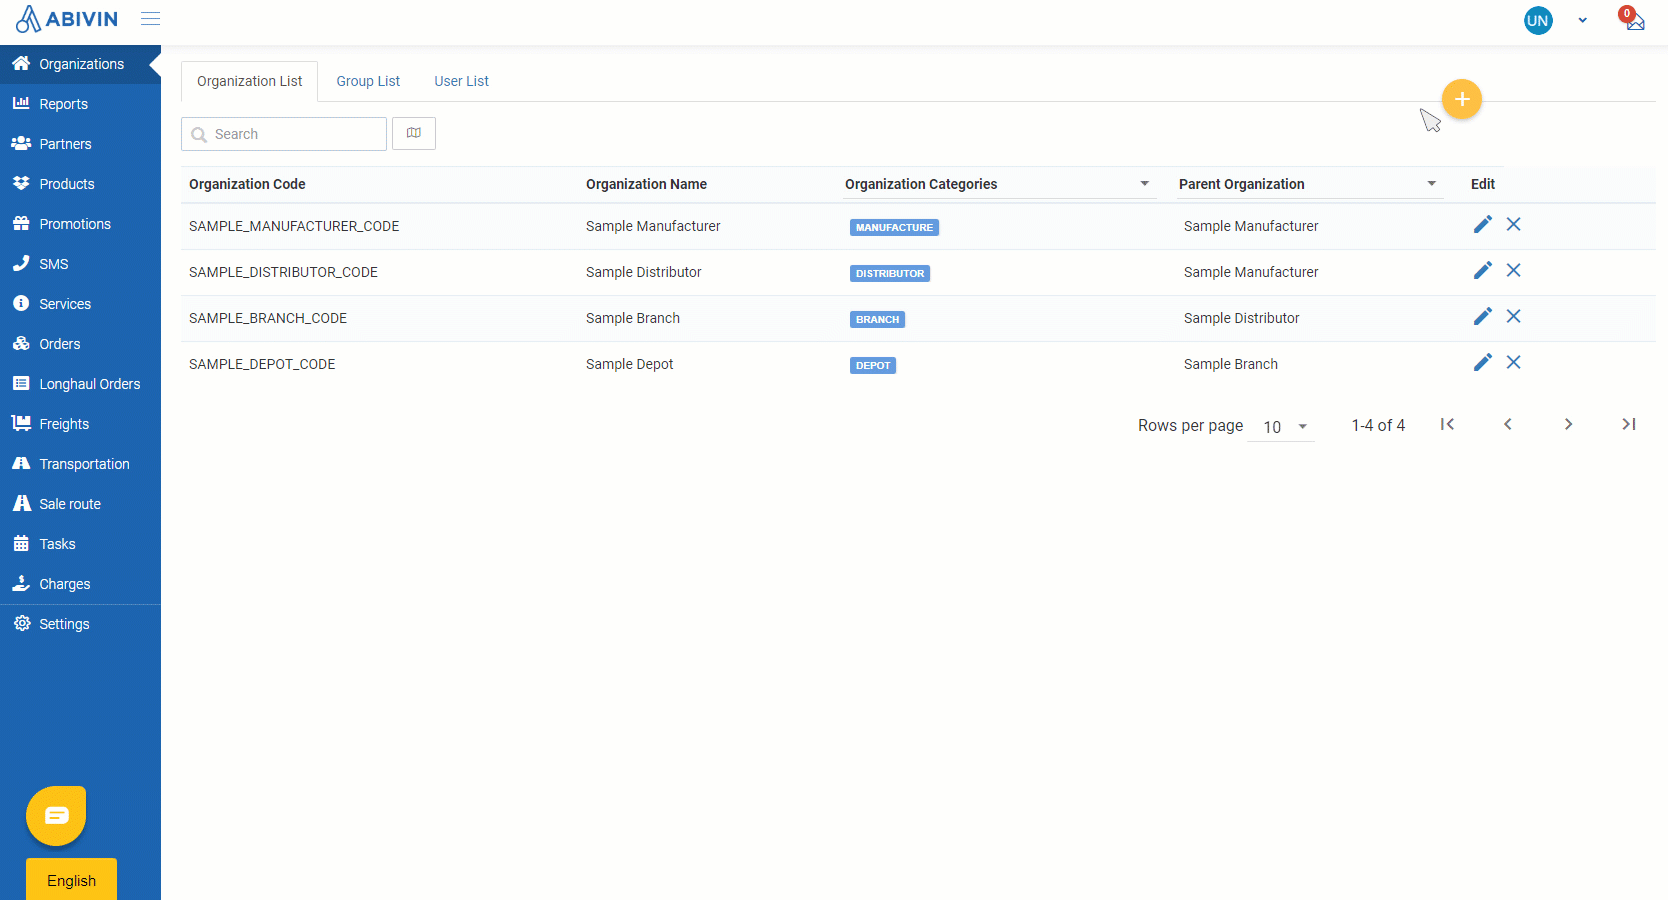 ABIVIN
UN
0
Organizations
Reports
Partners
Products
Promotions
SMS
Services
Orders
Longhaul Orders
Freights
Transportation
Sale route
Tasks
Charges
Settings
English
Organization List Group List User List
Search
Organization Code Organization Name Organization Categories Parent Organization Edit
SAMPLE_MANUFACTURER_CODE Sample Manufacturer MANUFACTURE Sample Manufacturer
SAMPLE_DISTRIBUTOR_CODE Sample Distributor DISTRIBUTOR Sample Manufacturer
SAMPLE_BRANCH_CODE Sample Branch BRANCH Sample Distributor
SAMPLE_DEPOT_CODE Sample Depot DEPOT Sample Branch
Rows per page 10 1-4 of 4